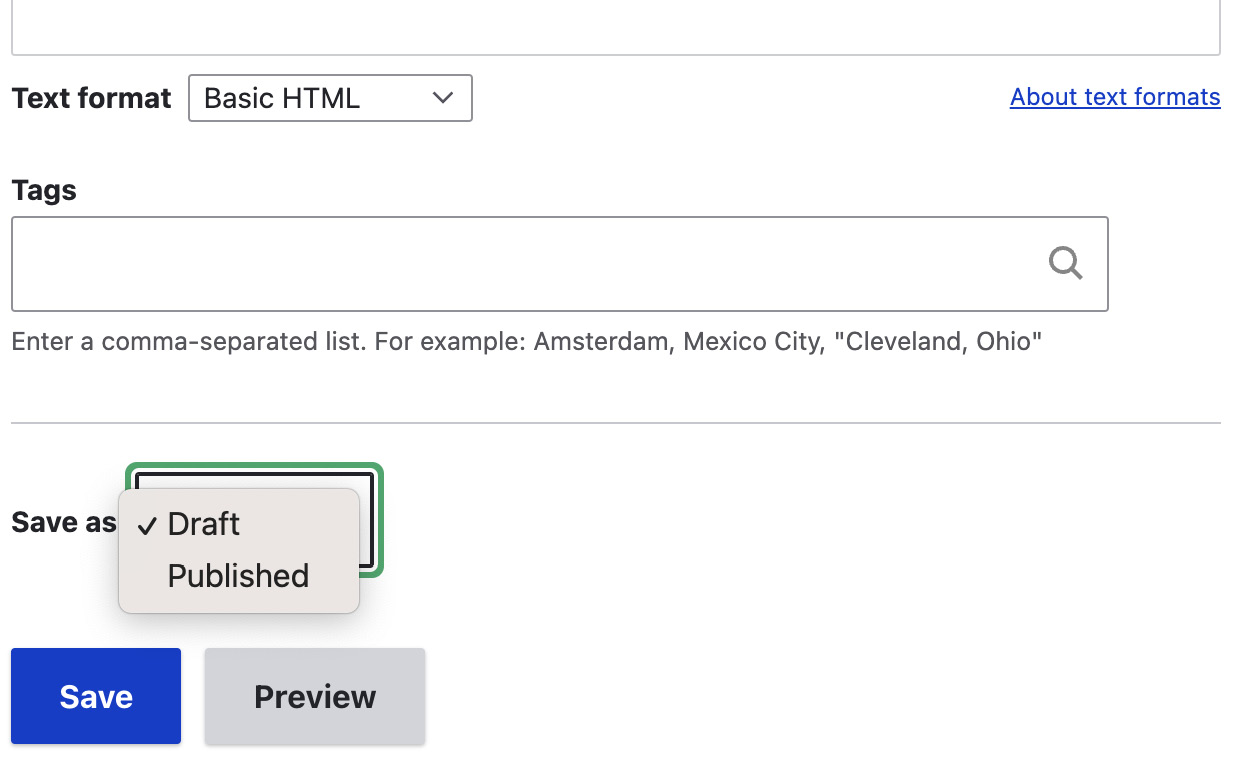 Text format Basic HTML About text formats
Tags
Enter a comma-separated list. For example: Amsterdam, Mexico City, "Cleveland, Ohio"
Save as
Draft
Published
Save Preview